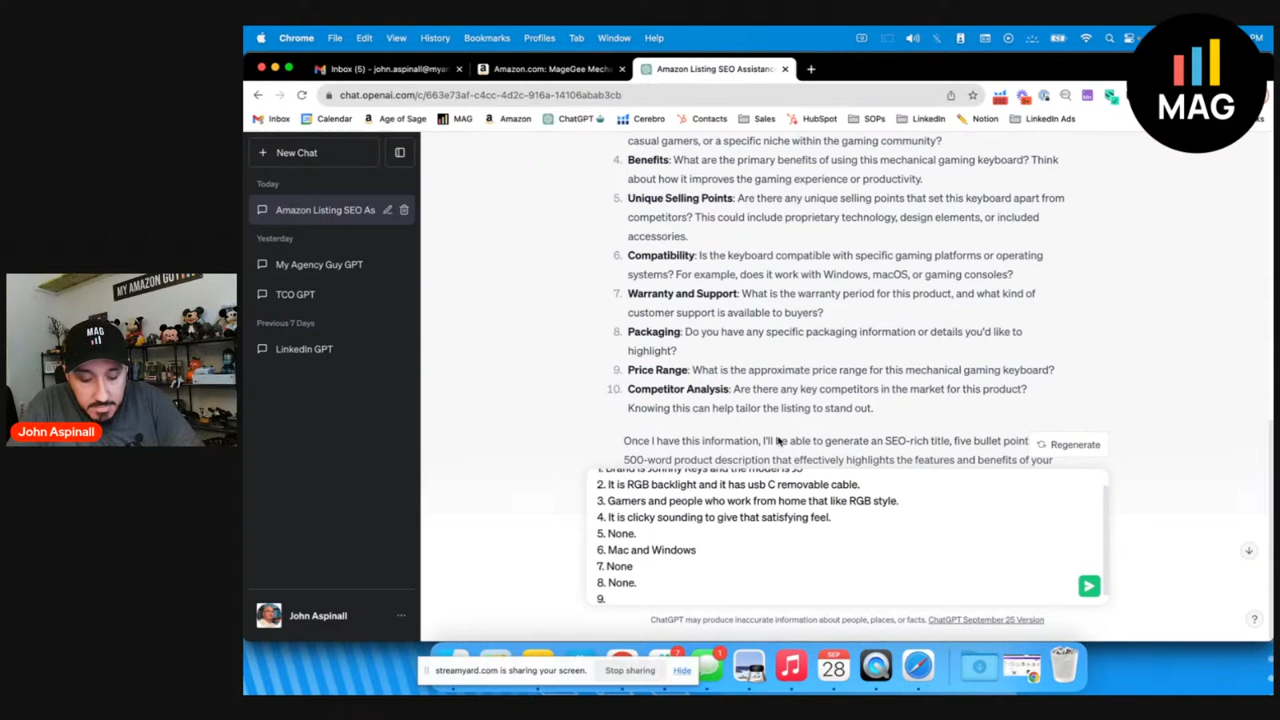 Chrome File Edit View History Bookmarks Profiles Tab Window Help
MAG
Inbox (5) - john.aspinall@myar
Amazon.com: MageGee Mech
Amazon Listing SEO Assistanc
chat.openai.com/c/663e73af-c4cc-4d2c-916a-14106abab3cb
Inbox Calendar Age of Sage MAG Amazon ChatGPT Cerebro Contacts Sales HubSpot SOPs LinkedIn Notion LinkedIn Ads
New Chat
Today
Amazon Listing SEO As
Yesterday
My Agency Guy GPT
TCO GPT
Previous 7 Days
LinkedIn GPT
John Aspinall
casual gamers, or a specific niche within the gaming community?
4. Benefits: What are the primary benefits of using this mechanical gaming keyboard? Think
about how it improves the gaming experience or productivity.
5. Unique Selling Points: Are there any unique selling points that set this keyboard apart from
competitors? This could include proprietary technology, design elements, or included
accessories.
6. Compatibility: Is the keyboard compatible with specific gaming platforms or operating
systems? For example, does it work with Windows, macOS, or gaming consoles?
7. Warranty and Support: What is the warranty period for this product, and what kind of
customer support is available to buyers?
8. Packaging: Do you have any specific packaging information or details you'd like to
highlight?
9. Price Range: What is the approximate price range for this mechanical gaming keyboard?
10. Competitor Analysis: Are there any key competitors in the market for this product?
Knowing this can help tailor the listing to stand out.
Once I have this information, I'll be able to generate an SEO-rich title, five bullet point
500-word product description that effectively highlights the features and benefits of your
Regenerate
1. Brand is Johnny Keys and the model is J5
2. It is RGB backlight and it has usb C removable cable.
3. Gamers and people who work from home that like RGB style.
4. It is clicky sounding to give that satisfying feel.
5. None.
6. Mac and Windows
7. None
8. None.
9.
ChatGPT may produce inaccurate information about people, places, or facts. ChatGPT September 25 Version
?
streamyard.com is sharing your screen. Stop sharing Hide
SEP
28
MY AMAZON GUY
MAG
John Aspinall